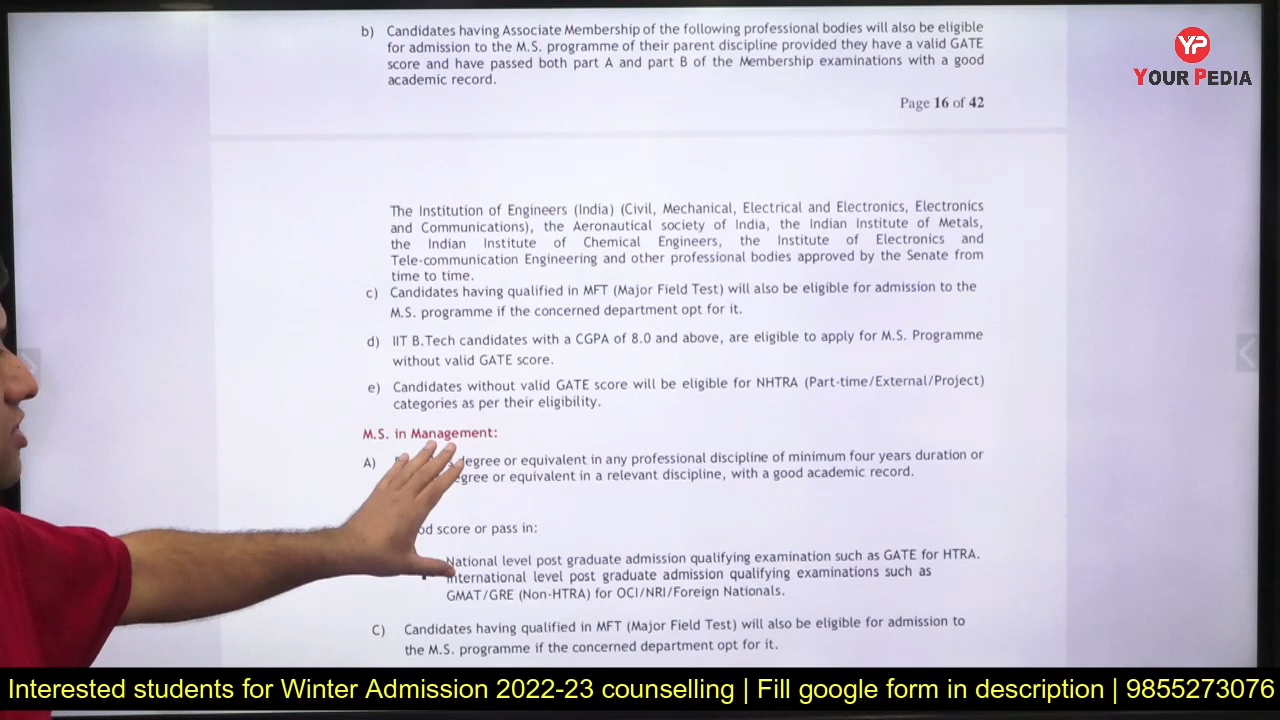 b) Candidates having Associate Membership of the following professional bodies will also be eligible
for admission to the M.S. programme of their parent discipline provided they have a valid GATE
score and have passed both part A and part B of the Membership examinations with a good
academic record.
YP
YOUR PEDIA
Page 16 of 42
The Institution of Engineers (India) (Civil, Mechanical, Electrical and Electronics, Electronics
and Communications), the Aeronautical society of India, the Indian Institute of Metals,
the Indian Institute of Chemical Engineers, the Institute of Electronics and
Tele-communication Engineering and other professional bodies approved by the Senate from
time to time.
c) Candidates having qualified in MFT (Major Field Test) will also be eligible for admission to the
M.S. programme if the concerned department opt for it.
d) IIT B.Tech candidates with a CGPA of 8.0 and above, are eligible to apply for M.S. Programme
without valid GATE score.
e) Candidates without valid GATE score will be eligible for NHTRA (Part-time/External/Project)
categories as per their eligibility.
M.S. in Management:
A) degree or equivalent in any professional discipline of minimum four years duration or
or equivalent in a relevant discipline, with a good academic record.
score or pass in:
National level post graduate admission qualifying examination such as GATE for HTRA.
International level post graduate admission qualifying examinations such as
GMAT/GRE (Non-HTRA) for OCI/NRI/Foreign Nationals.
C) Candidates having qualified in MFT (Major Field Test) will also be eligible for admission to
the M.S. programme if the concerned department opt for it.
Interested students for Winter Admission 2022-23 counselling | Fill google form in description | 9855273076